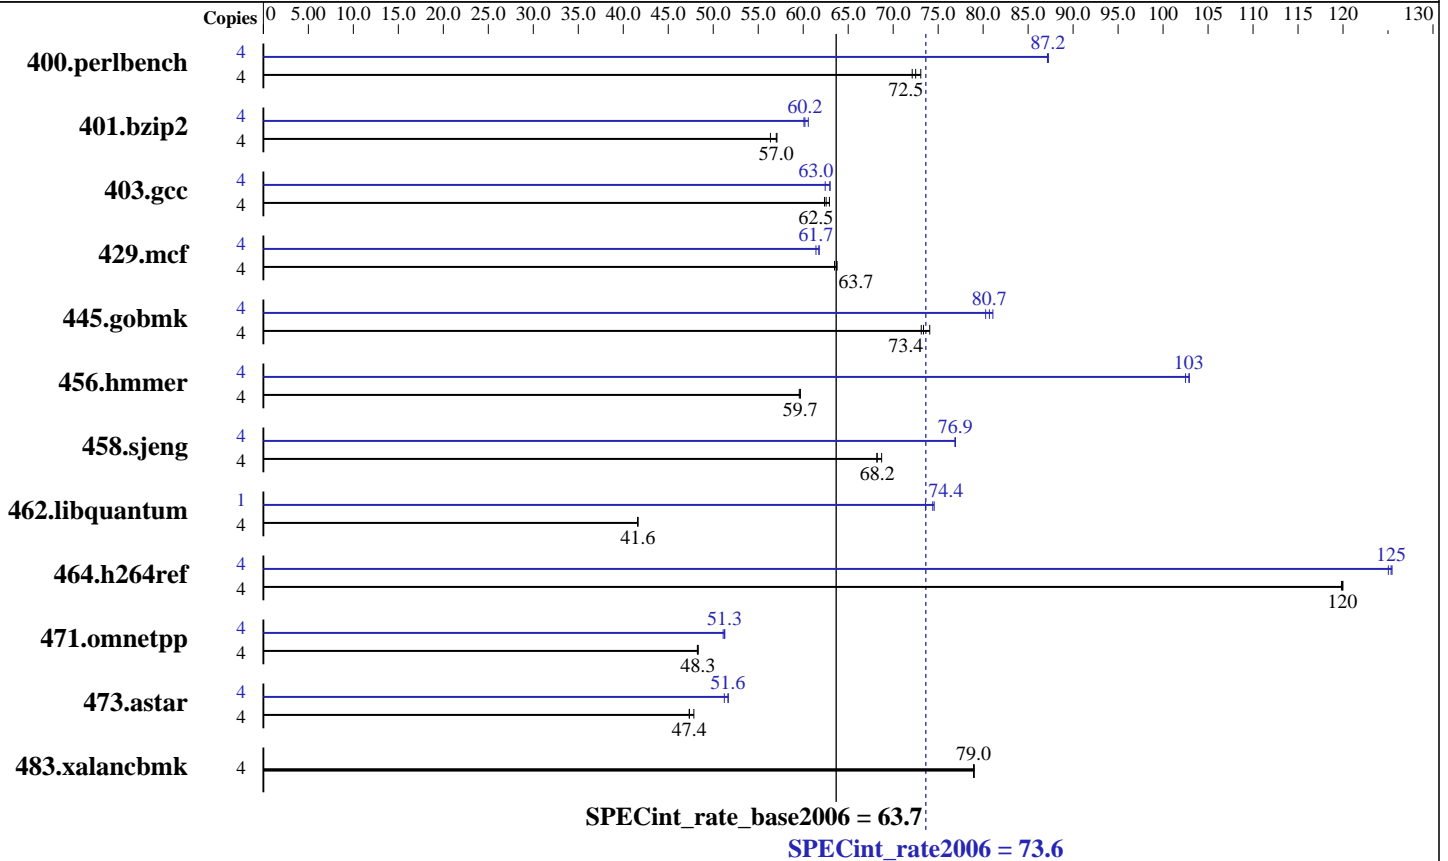 Copies 0 5.00 10.0 15.0 20.0 25.0 30.0 35.0 40.0 45.0 50.0 55.0 60.0 65.0 70.0 75.0 80.0 85.0 90.0 95.0 100 105 110 115 120 130
400.perlbench 4 87.2
4 72.5
401.bzip2 4 60.2
4 57.0
403.gcc 4 63.0
4 62.5
429.mcf 4 61.7
4 63.7
445.gobmk 4 80.7
4 73.4
456.hmmer 4 103
4 59.7
458.sjeng 4 76.9
4 68.2
462.libquantum 1 74.4
4 41.6
464.h264ref 4 125
4 120
471.omnetpp 4 51.3
4 48.3
473.astar 4 51.6
4 47.4
483.xalancbmk 4 79.0
SPECint_rate_base2006 = 63.7
SPECint_rate2006 = 73.6